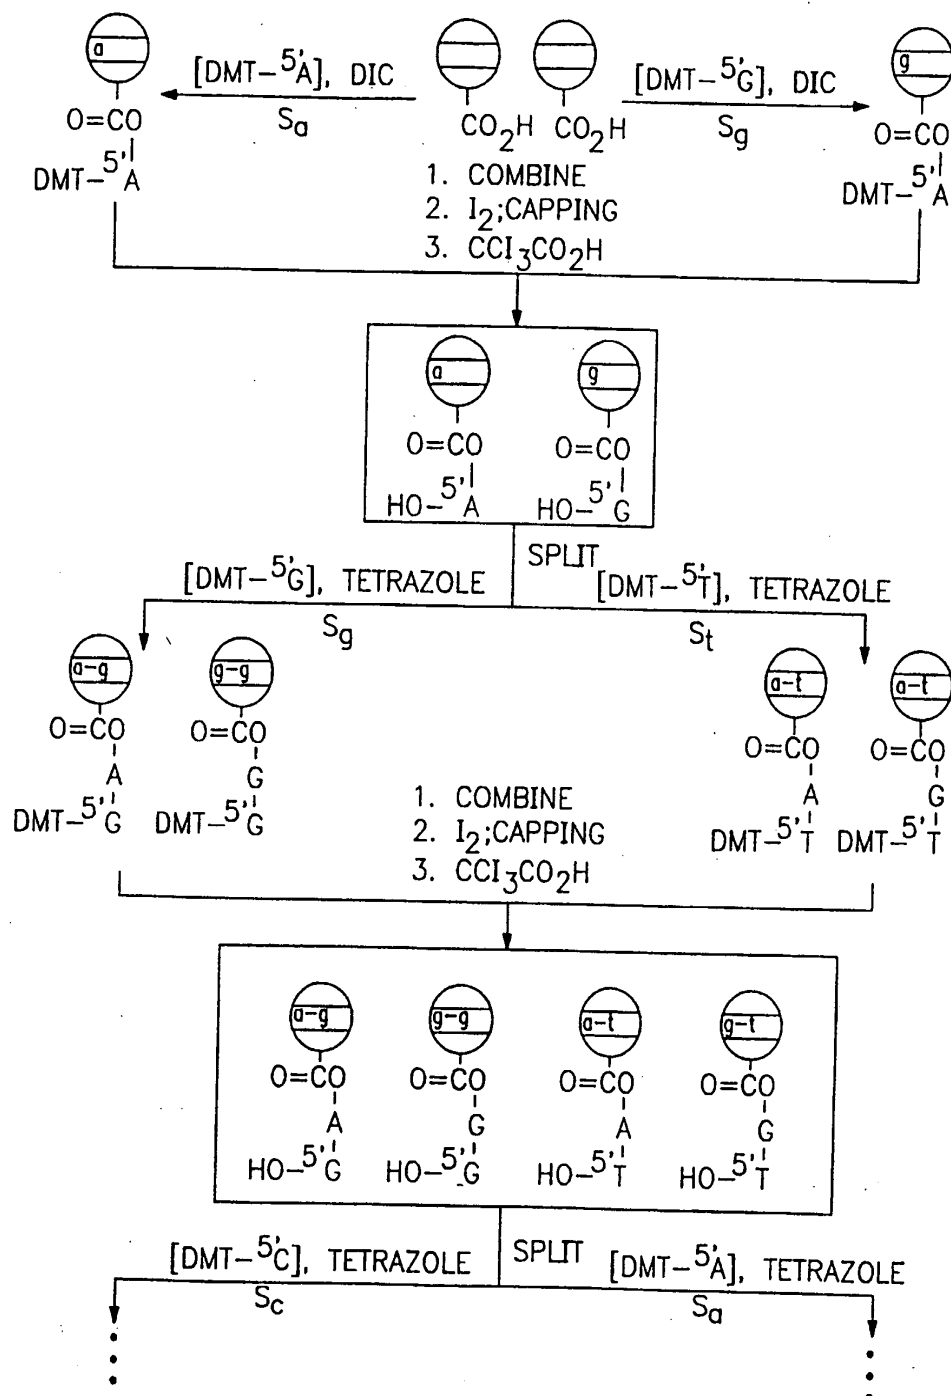 a
g
[DMT-5'A], DIC
Sa
[DMT-5'G], DIC
Sg
CO2H CO2H
O=CO
DMT-5'A
O=CO
DMT-5'A
1. COMBINE
2. I2;CAPPING
3. CCl3CO2H
a g
O=CO O=CO
HO-5'A HO-5'G
SPLIT
[DMT-5'G], TETRAZOLE
Sg
[DMT-5'T], TETRAZOLE
St
a-g g-g a-t a-t
O=CO O=CO O=CO O=CO
A G A G
DMT-5'G DMT-5'G DMT-5'T DMT-5'T
1. COMBINE
2. I2;CAPPING
3. CCl3CO2H
a-g g-g a-t g-t
O=CO O=CO O=CO O=CO
A G A G
HO-5'G HO-5'G HO-5'T HO-5'T
SPLIT
[DMT-5'C], TETRAZOLE
Sc
[DMT-5'A], TETRAZOLE
Sa